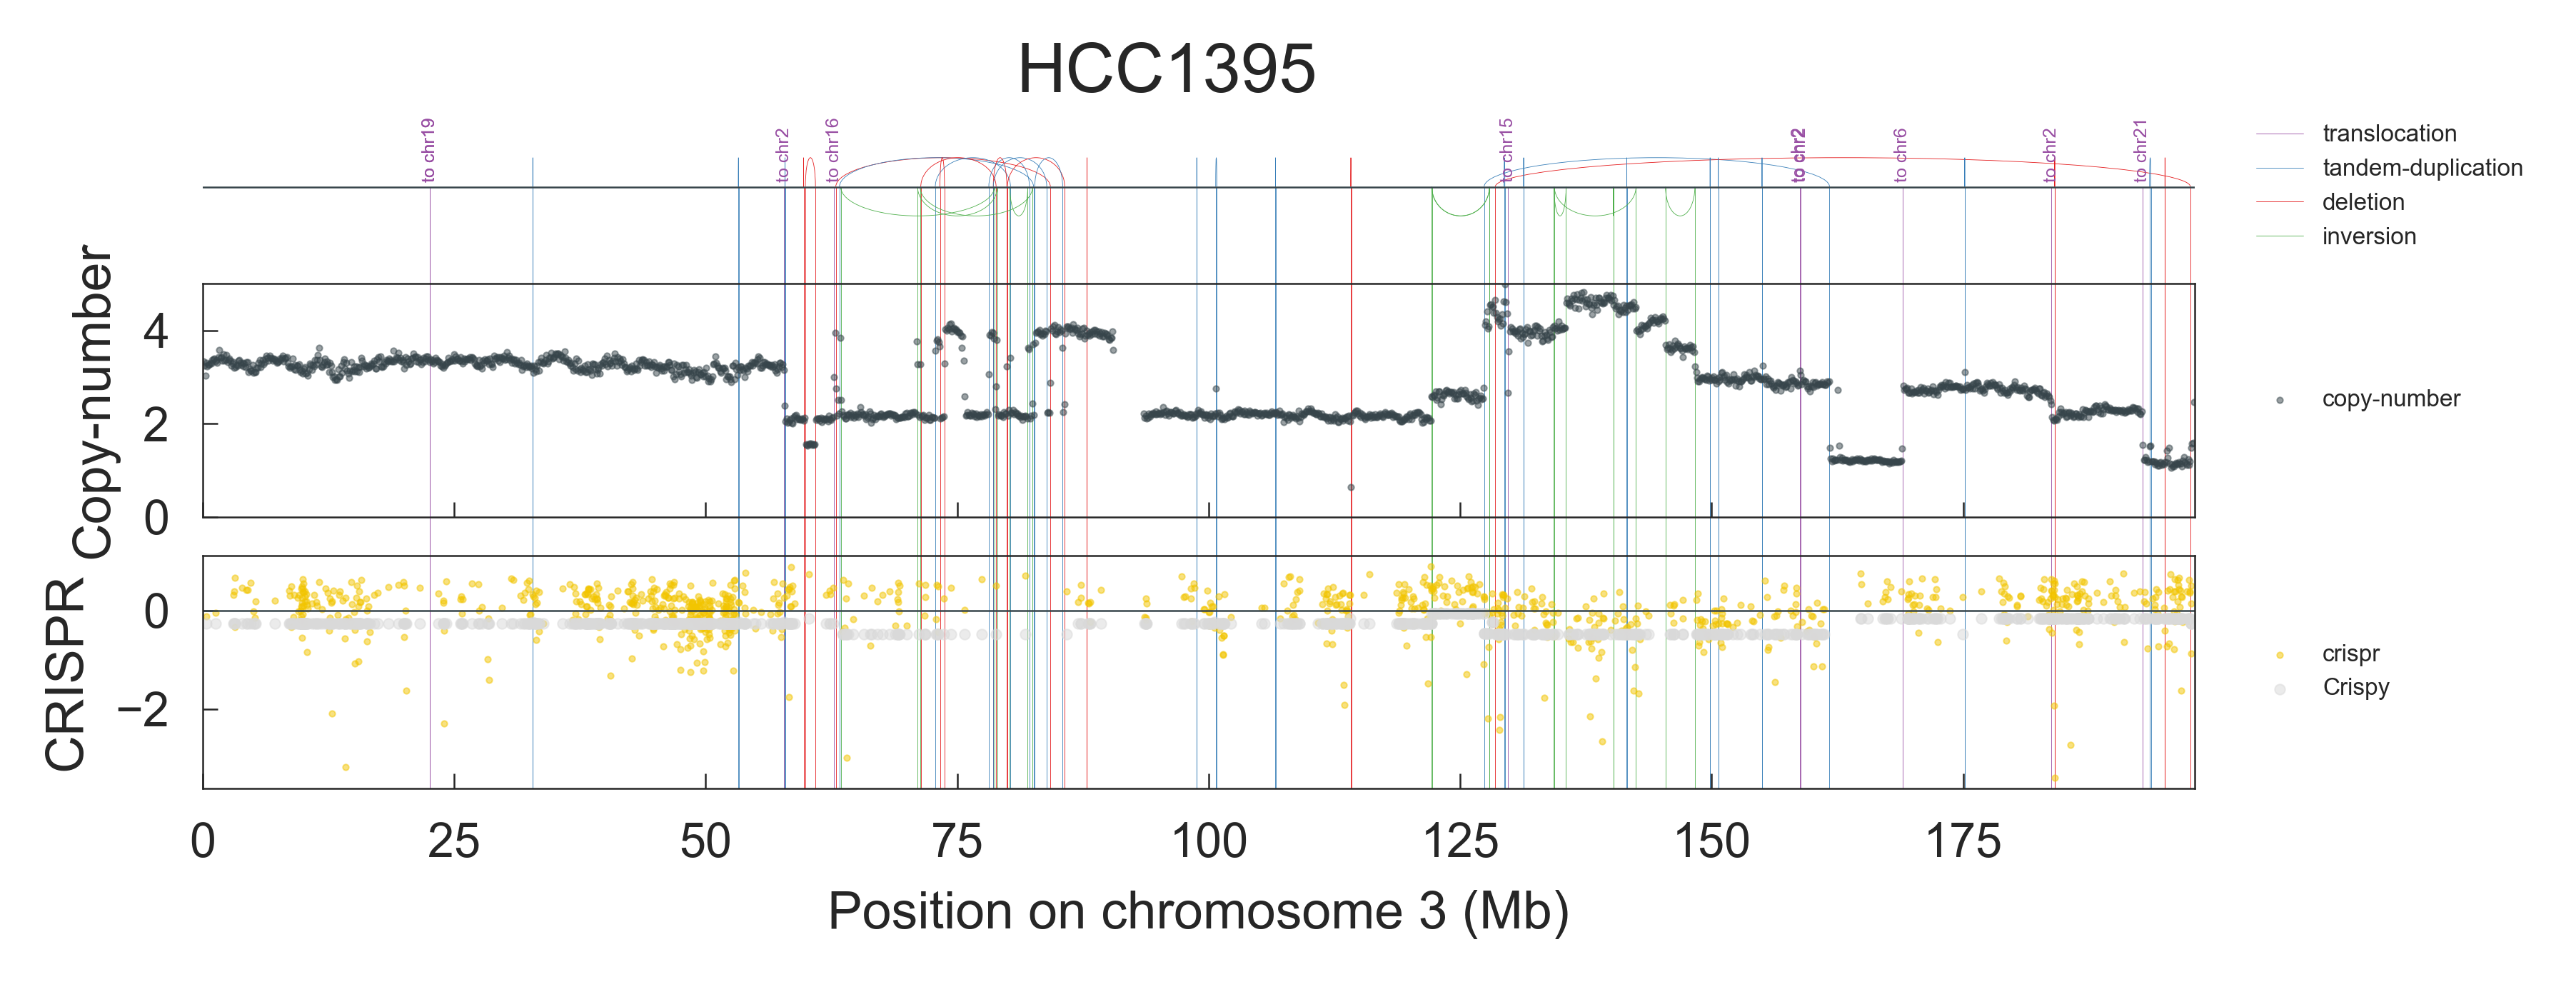 HCC1395
to chr19
to chr2
to chr16
to chr15
to chr2
to chr6
to chr2
to chr21
translocation
tandem-duplication
deletion
inversion
Copy-number
4
2
0
copy-number
CRISPR
0
−2
crispr
Crispy
0 25 50 75 100 125 150 175
Position on chromosome 3 (Mb)